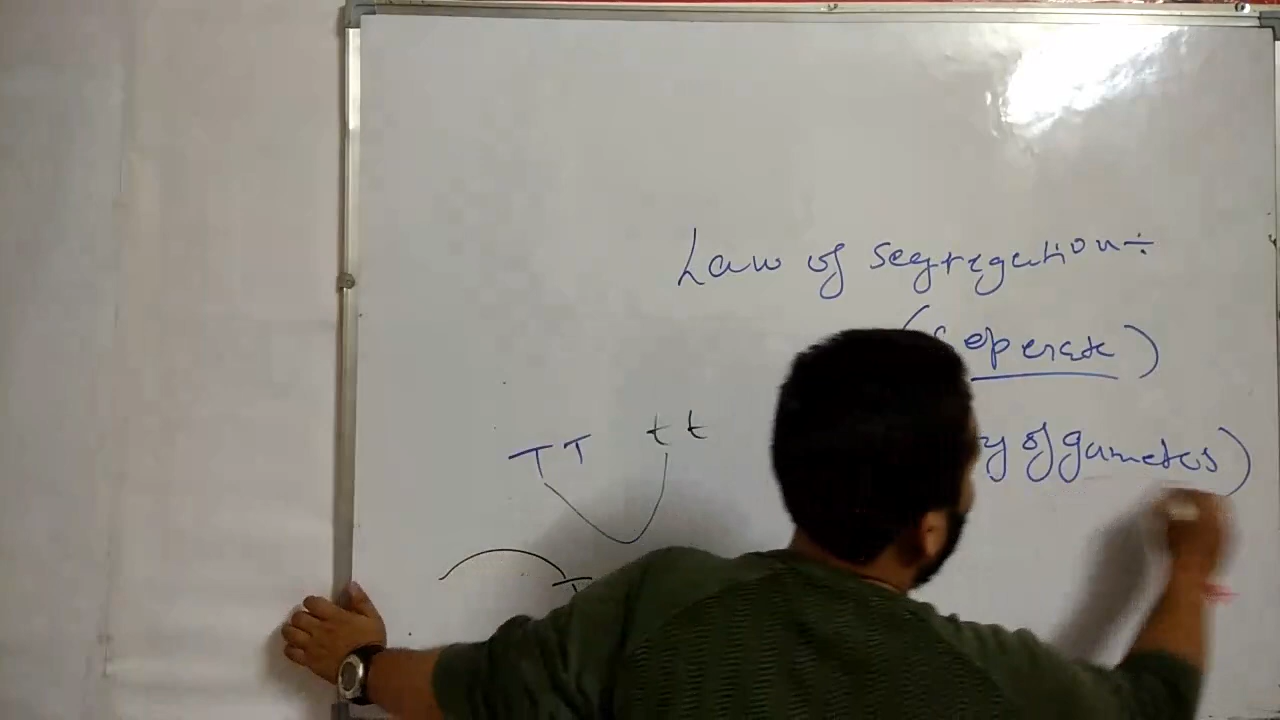 Law of segregation÷
(seperate)
of gametes)
TT tt
T